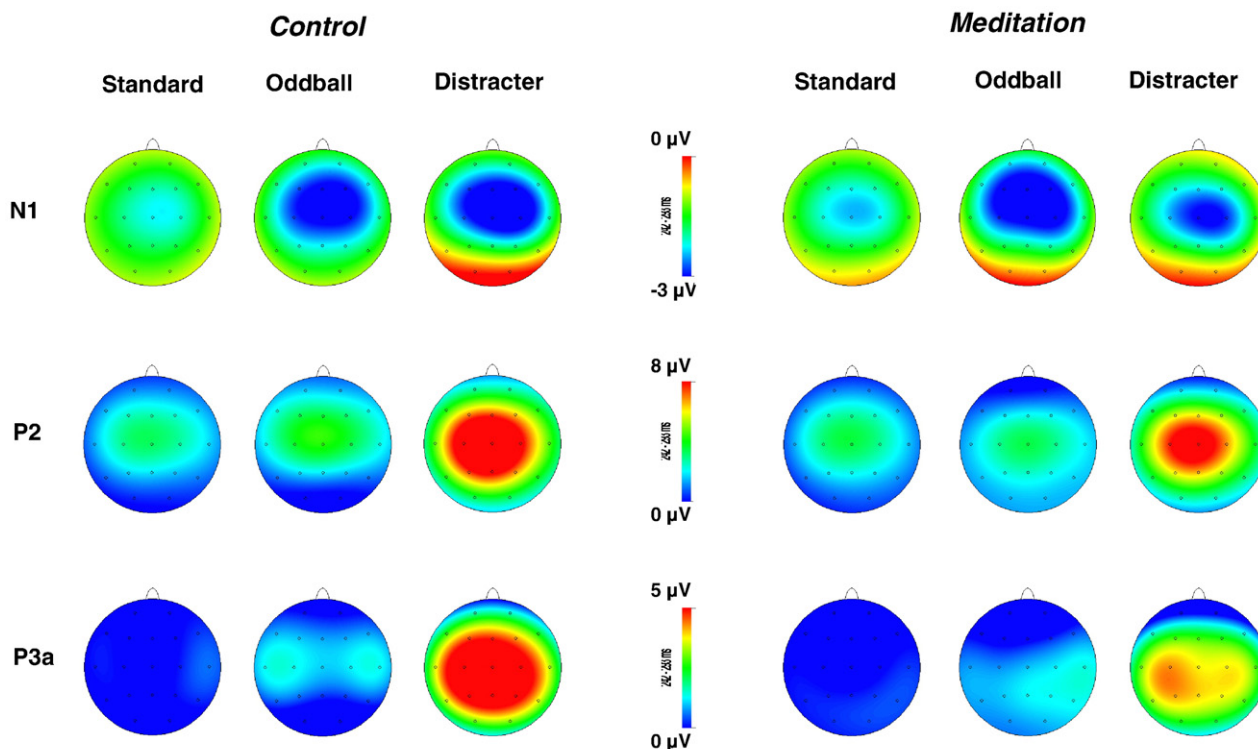 Control Meditation
Standard Oddball Distracter Standard Oddball Distracter
0 µV
N1
-3 µV
8 µV
P2
0 µV
5 µV
P3a
0 µV